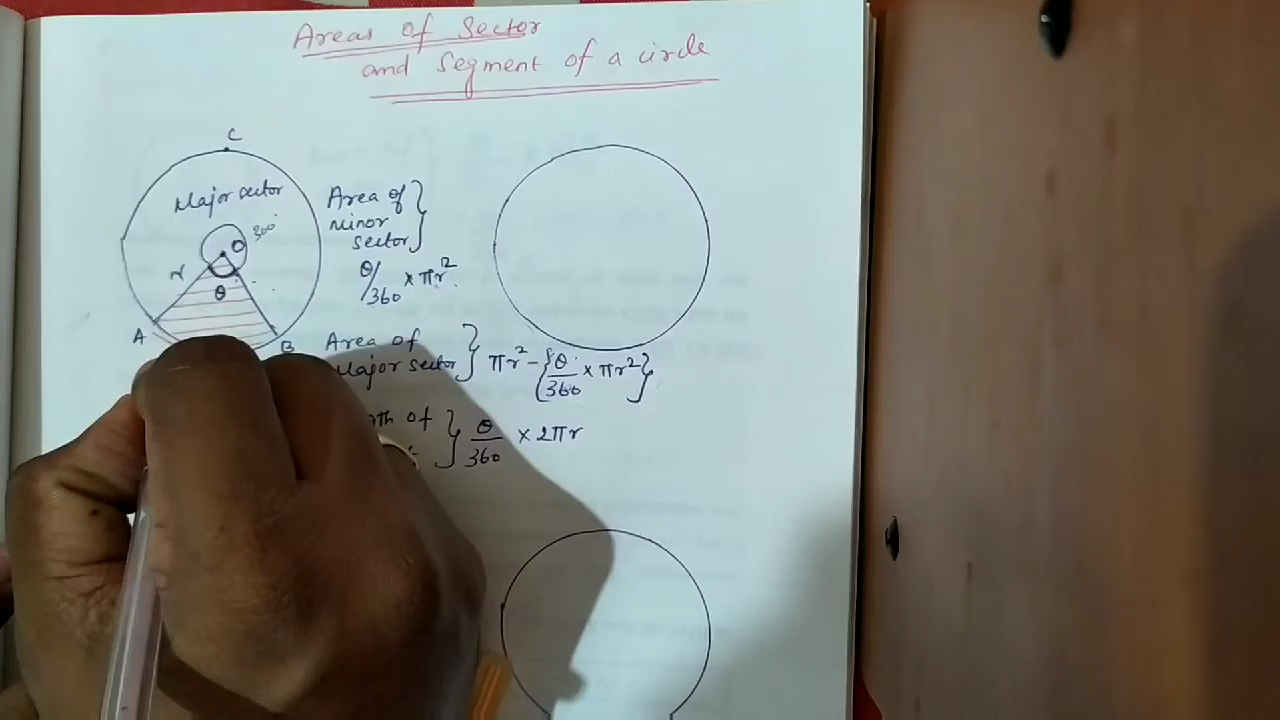 Areas of Sector
and Segment of a circle
C
Major sector
360°
O
r
θ
A
B
Area of
minor
sector
θ/360 × πr²
Area of
Major sector } πr² - {θ/360 × πr²}
of } θ/360 × 2πr